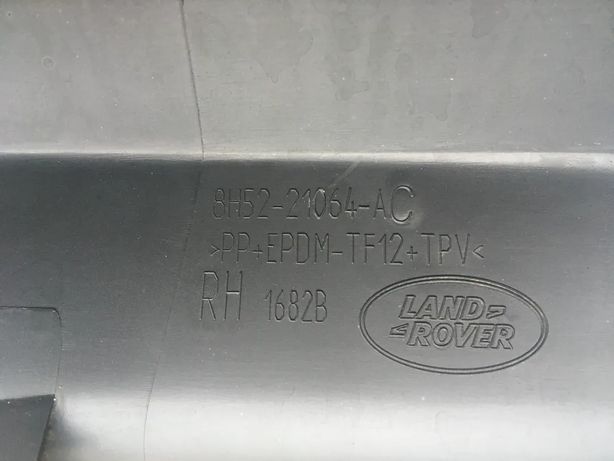 8H52-21064-AC
>PP+EPDM-TF12+TPV<
RH 1682B
LAND
ROVER